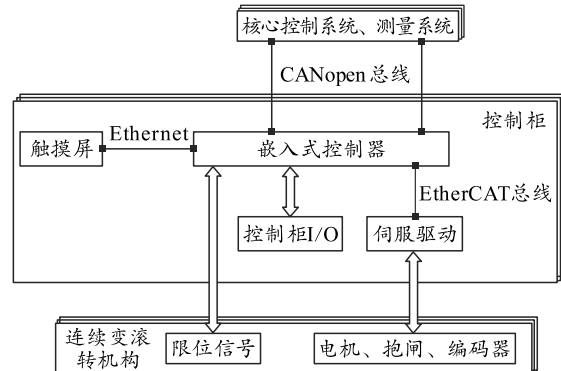 核心控制系统、测量系统
CANopen总线
控制柜
Ethernet
触摸屏
嵌入式控制器
EtherCAT总线
控制柜I/O
伺服驱动
连续变滚
转机构
限位信号
电机、抱闸、编码器